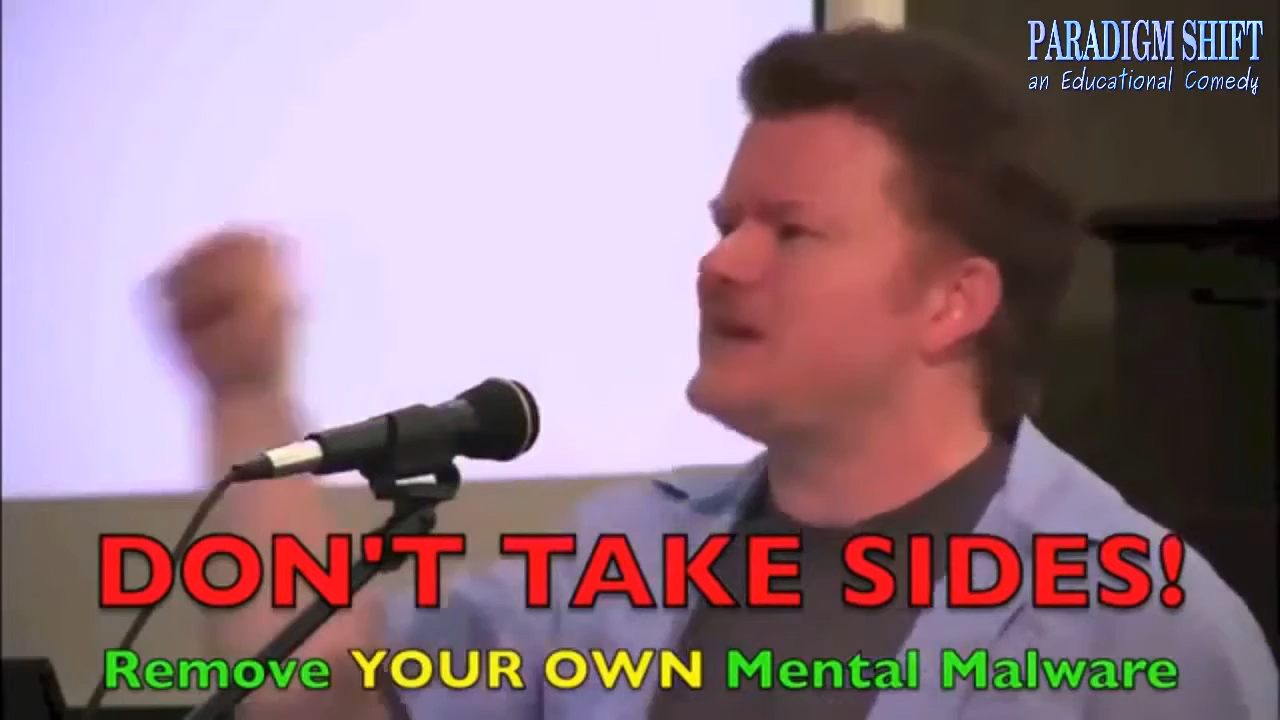 PARADIGM SHIFT
an Educational Comedy
DON'T TAKE SIDES!
Remove YOUR OWN Mental Malware